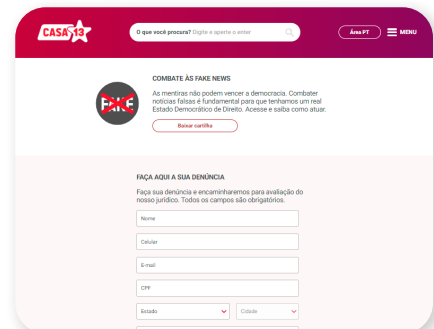 CASA 13
O que você procura? Digite e aperte o enter
Área PT
MENU
FAKE
COMBATE ÀS FAKE NEWS
As mentiras não podem vencer a democracia. Combater
notícias falsas é fundamental para que tenhamos um real
Estado Democrático de Direito. Acesse e saiba como atuar.
Baixar cartilha
FAÇA AQUI A SUA DENÚNCIA
Faça sua denúncia e encaminharemos para avaliação do
nosso jurídico. Todos os campos são obrigatórios.
Nome
Celular
E-mail
CPF
Estado
Cidade